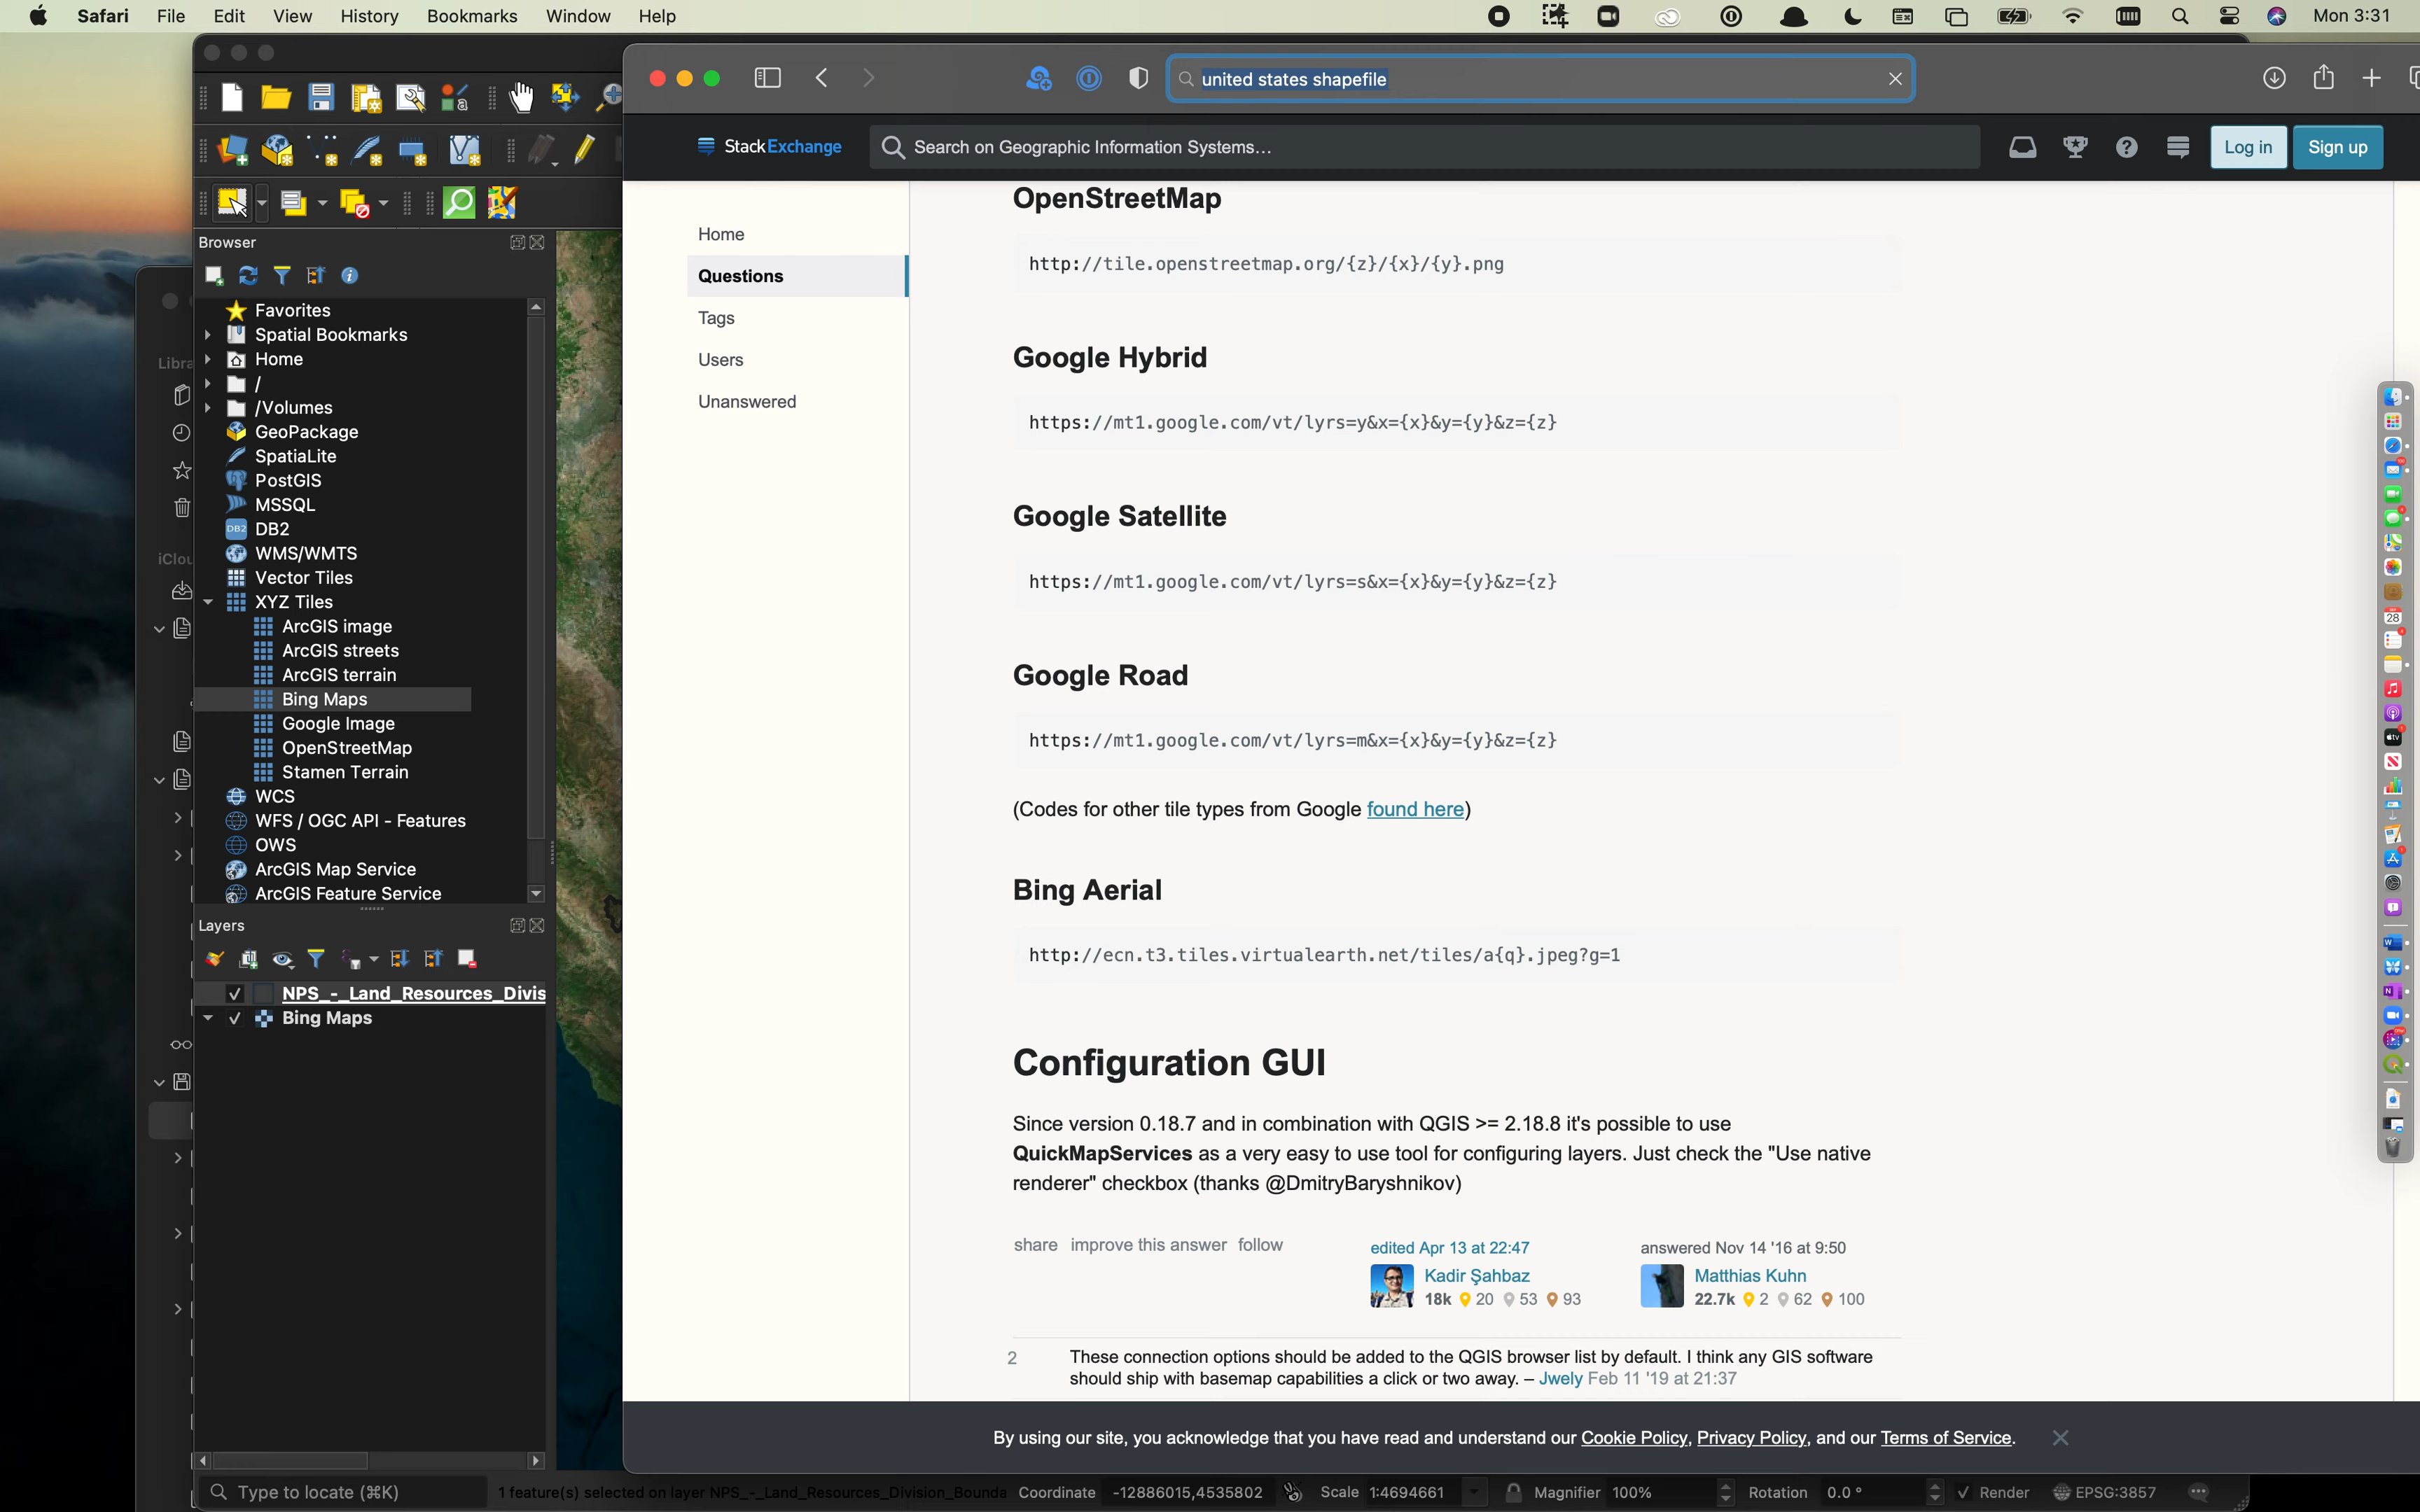 Safari File Edit View History Bookmarks Window Help
Mon 3:31
united states shapefile
StackExchange
Search on Geographic Information Systems...
Log in
Sign up
Home
Questions
Tags
Users
Unanswered
OpenStreetMap
http://tile.openstreetmap.org/{z}/{x}/{y}.png
Google Hybrid
https://mt1.google.com/vt/lyrs=y&x={x}&y={y}&z={z}
Google Satellite
https://mt1.google.com/vt/lyrs=s&x={x}&y={y}&z={z}
Google Road
https://mt1.google.com/vt/lyrs=m&x={x}&y={y}&z={z}
(Codes for other tile types from Google found here)
Bing Aerial
http://ecn.t3.tiles.virtualearth.net/tiles/a{q}.jpeg?g=1
Configuration GUI
Since version 0.18.7 and in combination with QGIS >= 2.18.8 it's possible to use
QuickMapServices as a very easy to use tool for configuring layers. Just check the "Use native
renderer" checkbox (thanks @DmitryBaryshnikov)
share improve this answer follow
edited Apr 13 at 22:47
Kadir Şahbaz
18k 20 53 93
answered Nov 14 '16 at 9:50
Matthias Kuhn
22.7k 2 62 100
2
These connection options should be added to the QGIS browser list by default. I think any GIS software
should ship with basemap capabilities a click or two away. – Jwely Feb 11 '19 at 21:37
By using our site, you acknowledge that you have read and understand our Cookie Policy, Privacy Policy, and our Terms of Service.
Browser
Favorites
Spatial Bookmarks
Home
/
/Volumes
GeoPackage
SpatiaLite
PostGIS
MSSQL
DB2
DB2
WMS/WMTS
Vector Tiles
XYZ Tiles
ArcGIS image
ArcGIS streets
ArcGIS terrain
Bing Maps
Google Image
OpenStreetMap
Stamen Terrain
WCS
WFS / OGC API - Features
OWS
ArcGIS Map Service
ArcGIS Feature Service
Layers
NPS_-_Land_Resources_Divis
Bing Maps
Libra
iClou
Type to locate (⌘K)
1 feature(s) selected on layer NPS_-_Land_Resources_Division_Bounda
Coordinate -12886015,4535802
Scale 1:4694661
Magnifier 100%
Rotation 0.0 °
Render
EPSG:3857
28
tv
W
N